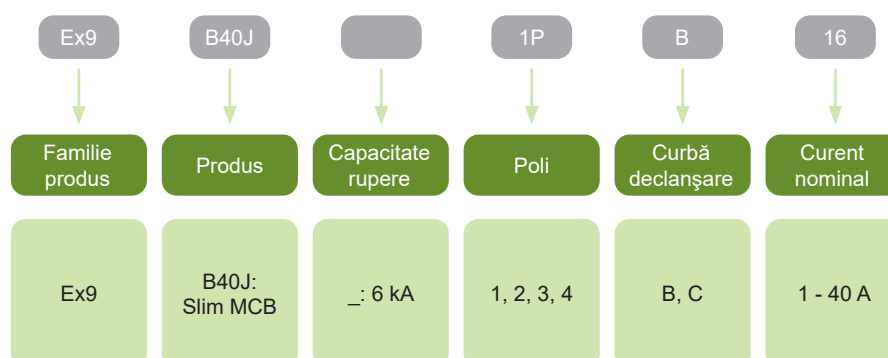 Ex9 B40J 1P B 16
Familie produs Produs Capacitate rupere Poli Curbă declanşare Curent nominal
Ex9 B40J: Slim MCB _: 6 kA 1, 2, 3, 4 B, C 1 - 40 A